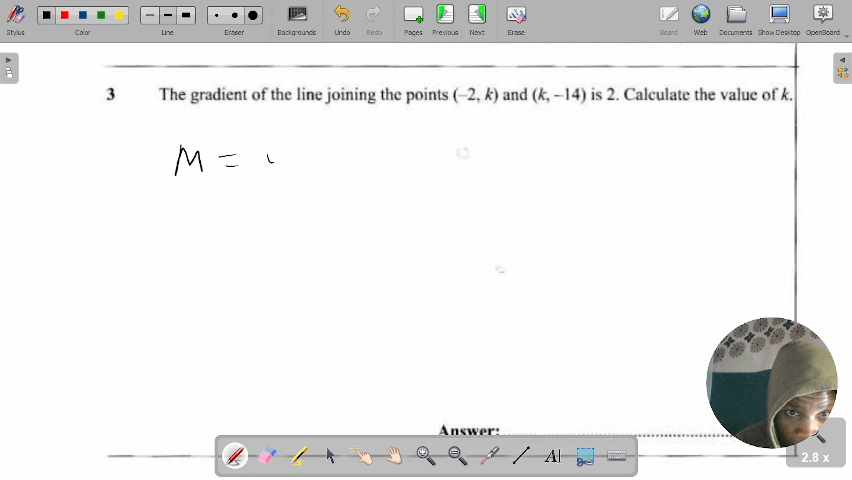 Stylus Color Line Eraser Backgrounds Undo Redo Pages Previous Next Erase Board Web Documents Show Desktop OpenBoard
3 The gradient of the line joining the points (–2, k) and (k, –14) is 2. Calculate the value of k.
M =
Answer:
AI
2.8 x